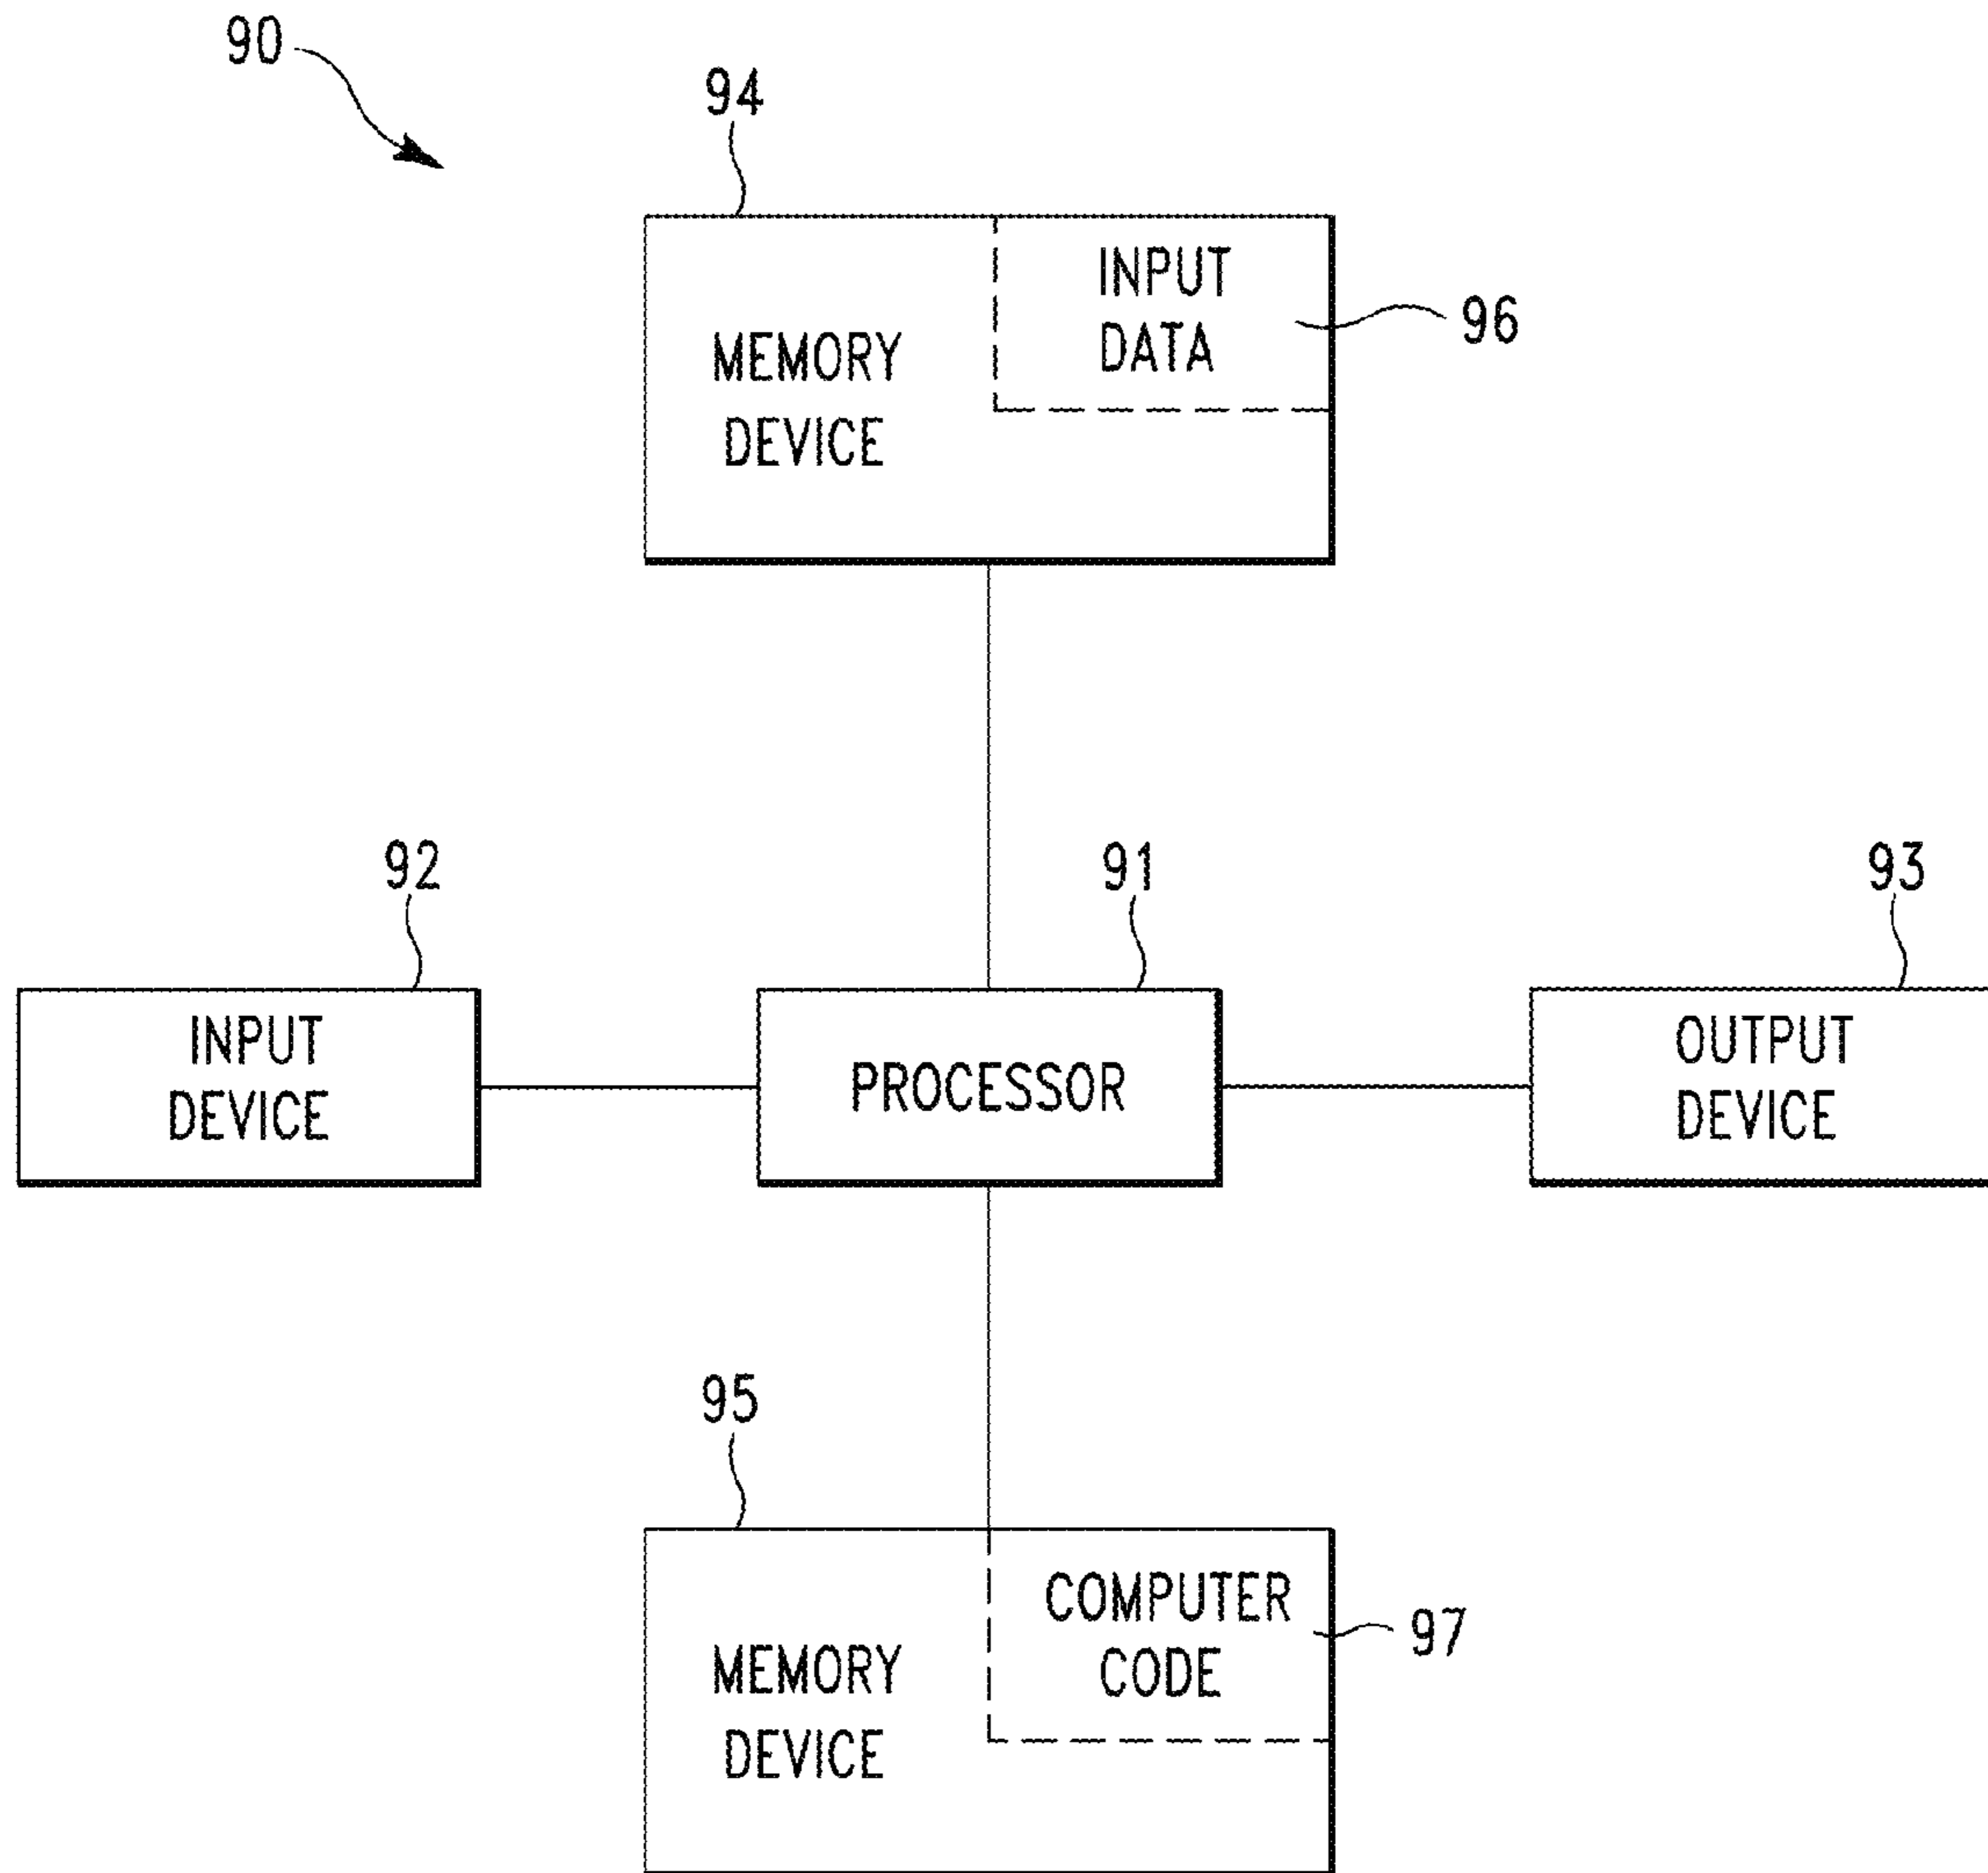 90
94
INPUT
DATA
96
MEMORY
DEVICE
92
91
93
INPUT
DEVICE
PROCESSOR
OUTPUT
DEVICE
95
COMPUTER
CODE
97
MEMORY
DEVICE